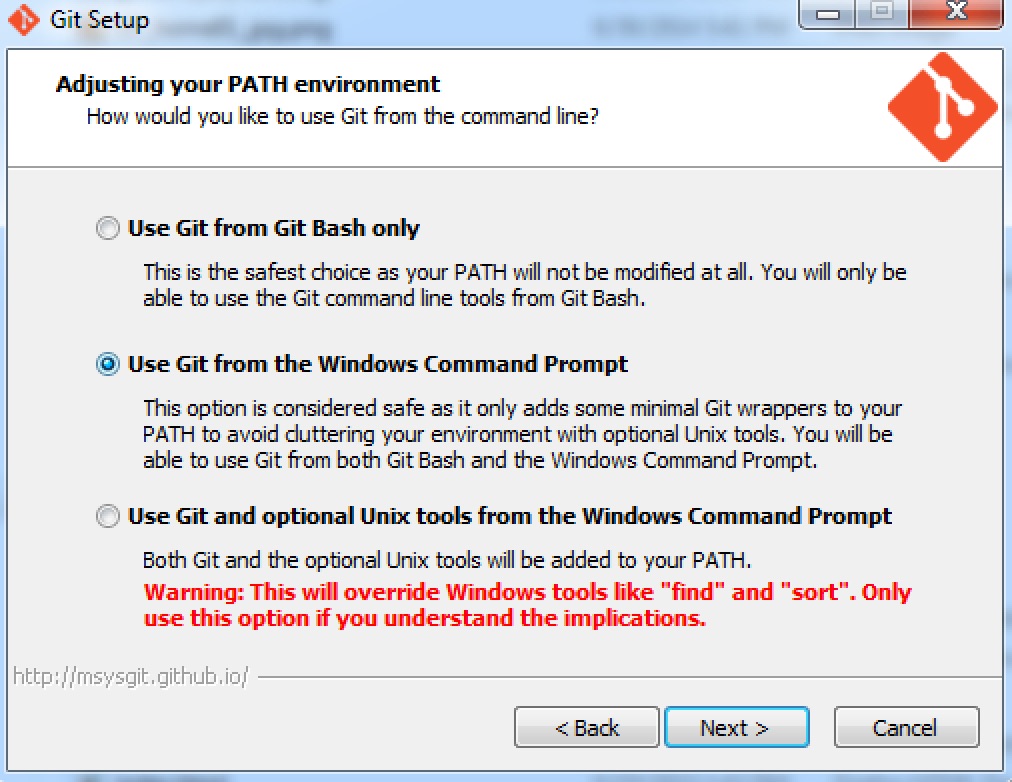 Git Setup
Adjusting your PATH environment
How would you like to use Git from the command line?
Use Git from Git Bash only
This is the safest choice as your PATH will not be modified at all. You will only be
able to use the Git command line tools from Git Bash.
Use Git from the Windows Command Prompt
This option is considered safe as it only adds some minimal Git wrappers to your
PATH to avoid cluttering your environment with optional Unix tools. You will be
able to use Git from both Git Bash and the Windows Command Prompt.
Use Git and optional Unix tools from the Windows Command Prompt
Both Git and the optional Unix tools will be added to your PATH.
Warning: This will override Windows tools like "find" and "sort". Only
use this option if you understand the implications.
http://msysgit.github.io/
< Back
Next >
Cancel